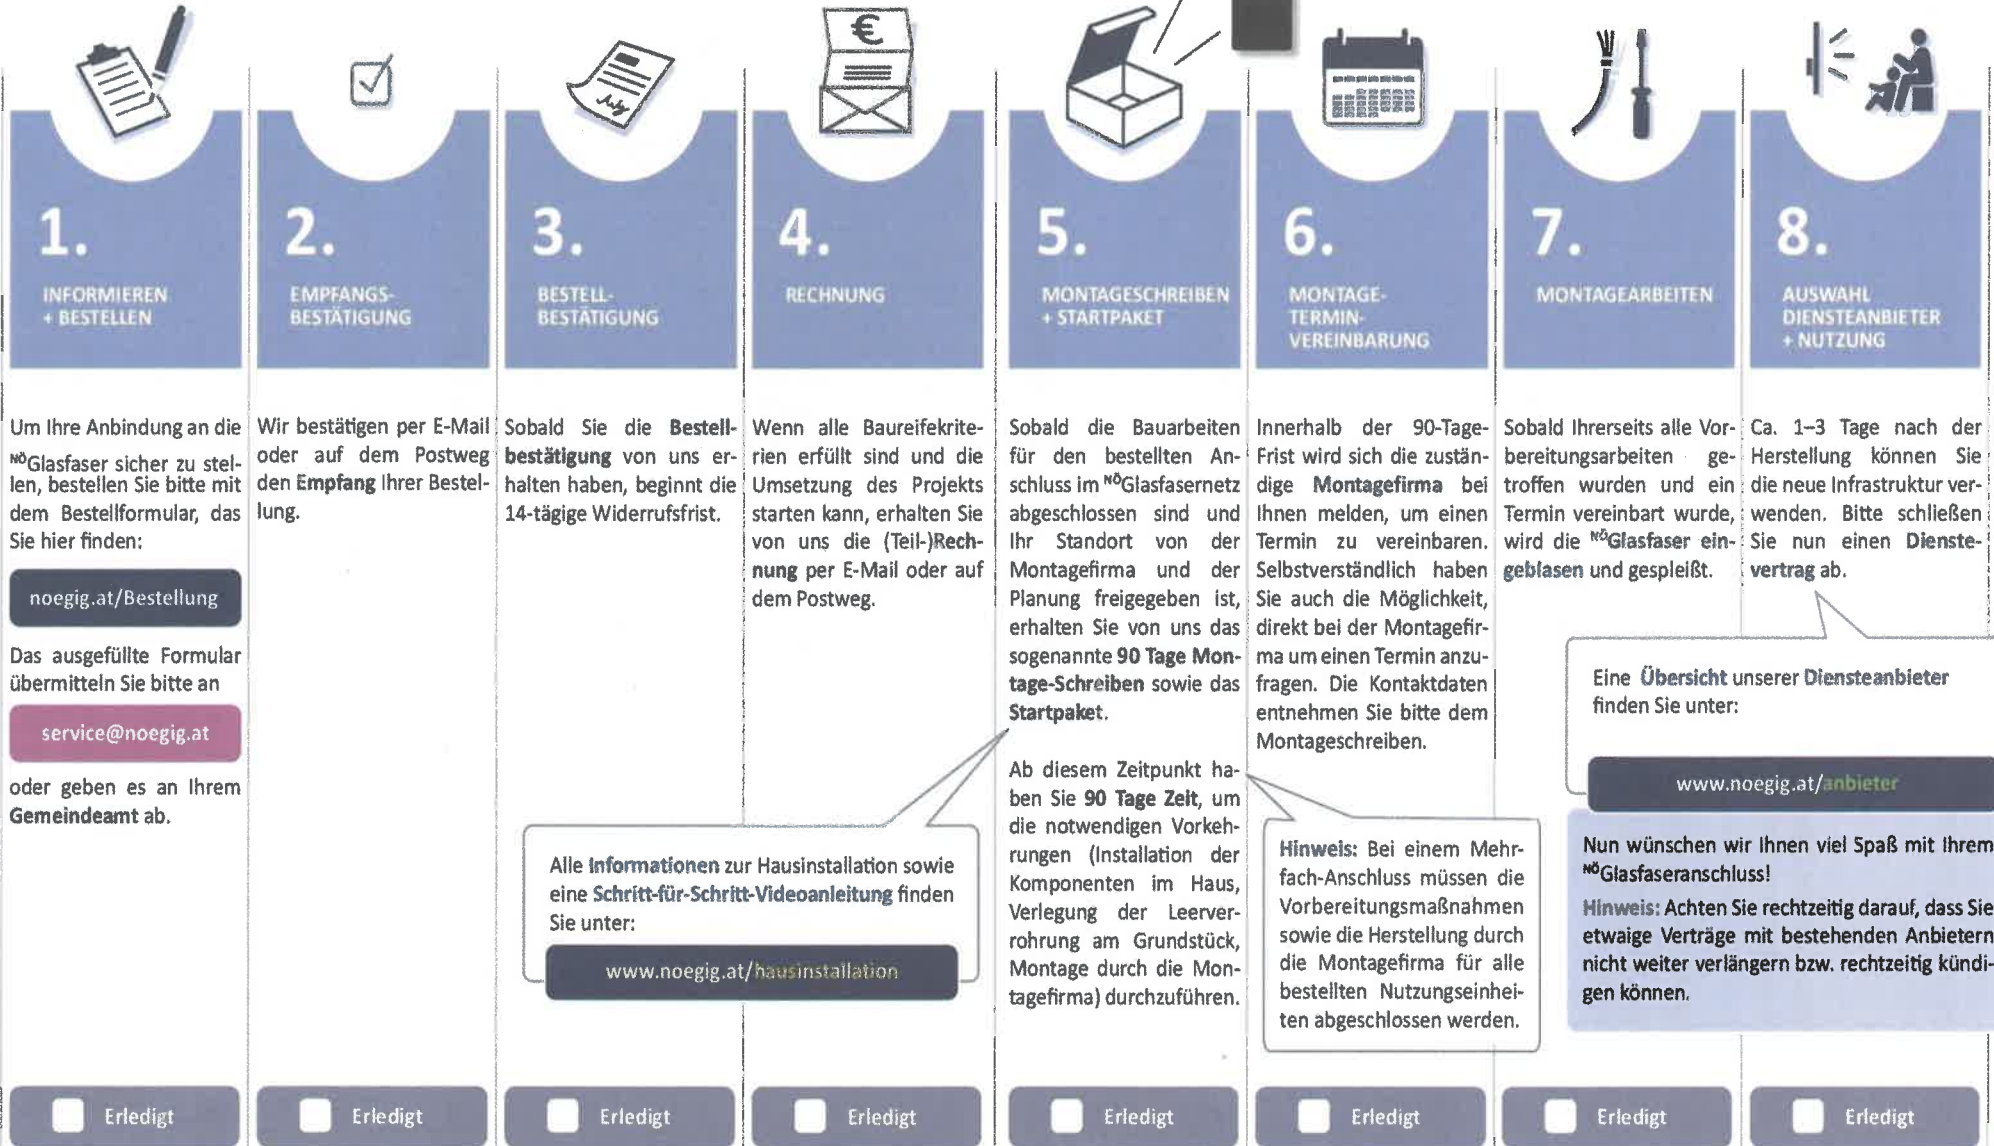 1.
INFORMIEREN
+ BESTELLEN
Um Ihre Anbindung an die
NÖGlasfaser sicher zu stel-
len, bestellen Sie bitte mit
dem Bestellformular, das
Sie hier finden:
noegig.at/Bestellung
Das ausgefüllte Formular
übermitteln Sie bitte an
service@noegig.at
oder geben es an Ihrem
Gemeindeamt ab.
Erledigt
2.
EMPFANGS-
BESTÄTIGUNG
Wir bestätigen per E-Mail
oder auf dem Postweg
den Empfang Ihrer Bestel-
lung.
Erledigt
3.
BESTELL-
BESTÄTIGUNG
Sobald Sie die Bestell-
bestätigung von uns er-
halten haben, beginnt die
14-tägige Widerrufsfrist.
Erledigt
4.
RECHNUNG
Wenn alle Baureifekrite-
rien erfüllt sind und die
Umsetzung des Projekts
starten kann, erhalten Sie
von uns die (Teil-)Rech-
nung per E-Mail oder auf
dem Postweg.
Erledigt
5.
MONTAGESCHREIBEN
+ STARTPAKET
Sobald die Bauarbeiten
für den bestellten An-
schluss im NÖGlasfasernetz
abgeschlossen sind und
Ihr Standort von der
Montagefirma und der
Planung freigegeben ist,
erhalten Sie von uns das
sogenannte 90 Tage Mon-
tage-Schreiben sowie das
Startpaket.
Ab diesem Zeitpunkt ha-
ben Sie 90 Tage Zeit, um
die notwendigen Vorkeh-
rungen (Installation der
Komponenten im Haus,
Verlegung der Leerver-
rohrung am Grundstück,
Montage durch die Mon-
tagefirma) durchzuführen.
Alle Informationen zur Hausinstallation sowie
eine Schritt-für-Schritt-Videoanleitung finden
Sie unter:
www.noegig.at/hausinstallation
Erledigt
6.
MONTAGE-
TERMIN-
VEREINBARUNG
Innerhalb der 90-Tage-
Frist wird sich die zustän-
dige Montagefirma bei
Ihnen melden, um einen
Termin zu vereinbaren.
Selbstverständlich haben
Sie auch die Möglichkeit,
direkt bei der Montagefir-
ma um einen Termin anzu-
fragen. Die Kontaktdaten
entnehmen Sie bitte dem
Montageschreiben.
Hinweis: Bei einem Mehr-
fach-Anschluss müssen die
Vorbereitungsmaßnahmen
sowie die Herstellung durch
die Montagefirma für alle
bestellten Nutzungseinhei-
ten abgeschlossen werden.
Erledigt
7.
MONTAGEARBEITEN
Sobald Ihrerseits alle Vor-
bereitungsarbeiten ge-
troffen wurden und ein
Termin vereinbart wurde,
wird die NÖGlasfaser ein-
geblasen und gespleißt.
Erledigt
8.
AUSWAHL
DIENSTEANBIETER
+ NUTZUNG
Ca. 1–3 Tage nach der
Herstellung können Sie
die neue Infrastruktur ver-
wenden. Bitte schließen
Sie nun einen Dienste-
vertrag ab.
Eine Übersicht unserer Diensteanbieter
finden Sie unter:
www.noegig.at/anbieter
Nun wünschen wir Ihnen viel Spaß mit Ihrem
NÖGlasfaseranschluss!
Hinweis: Achten Sie rechtzeitig darauf, dass Sie
etwaige Verträge mit bestehenden Anbietern
nicht weiter verlängern bzw. rechtzeitig kündi-
gen können.
Erledigt